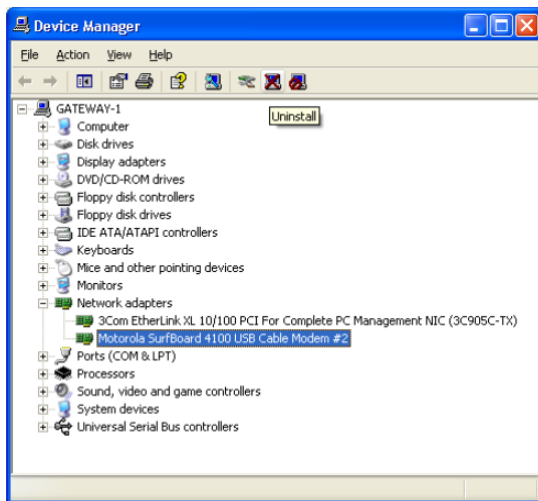 Device Manager
File Action View Help
Uninstall
GATEWAY-1
Computer
Disk drives
Display adapters
DVD/CD-ROM drives
Floppy disk controllers
Floppy disk drives
IDE ATA/ATAPI controllers
Keyboards
Mice and other pointing devices
Monitors
Network adapters
3Com EtherLink XL 10/100 PCI For Complete PC Management NIC (3C905C-TX)
Motorola SurfBoard 4100 USB Cable Modem #2
Ports (COM & LPT)
Processors
Sound, video and game controllers
System devices
Universal Serial Bus controllers